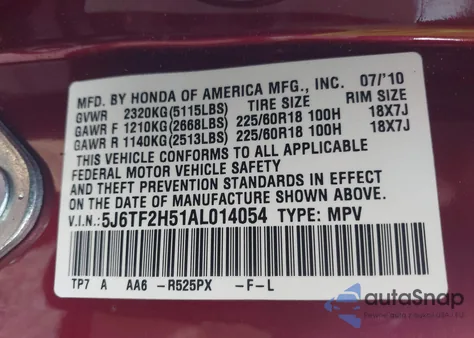 MFD. BY HONDA OF AMERICA MFG., INC. 07/'10
GVWR 2320KG(5115LBS) TIRE SIZE RIM SIZE
GAWR F 1210KG(2668LBS) 225/60R18 100H 18X7J
GAWR R 1140KG(2513LBS) 225/60R18 100H 18X7J
THIS VEHICLE CONFORMS TO ALL APPLICABLE
FEDERAL MOTOR VEHICLE SAFETY
AND THEFT PREVENTION STANDARDS IN EFFECT
ON THE DATE OF MANUFACTURE SHOWN ABOVE.
V.I.N: 5J6TF2H51AL014054 TYPE: MPV
TP7 A AA6 -R525PX -F-L
autaSnap